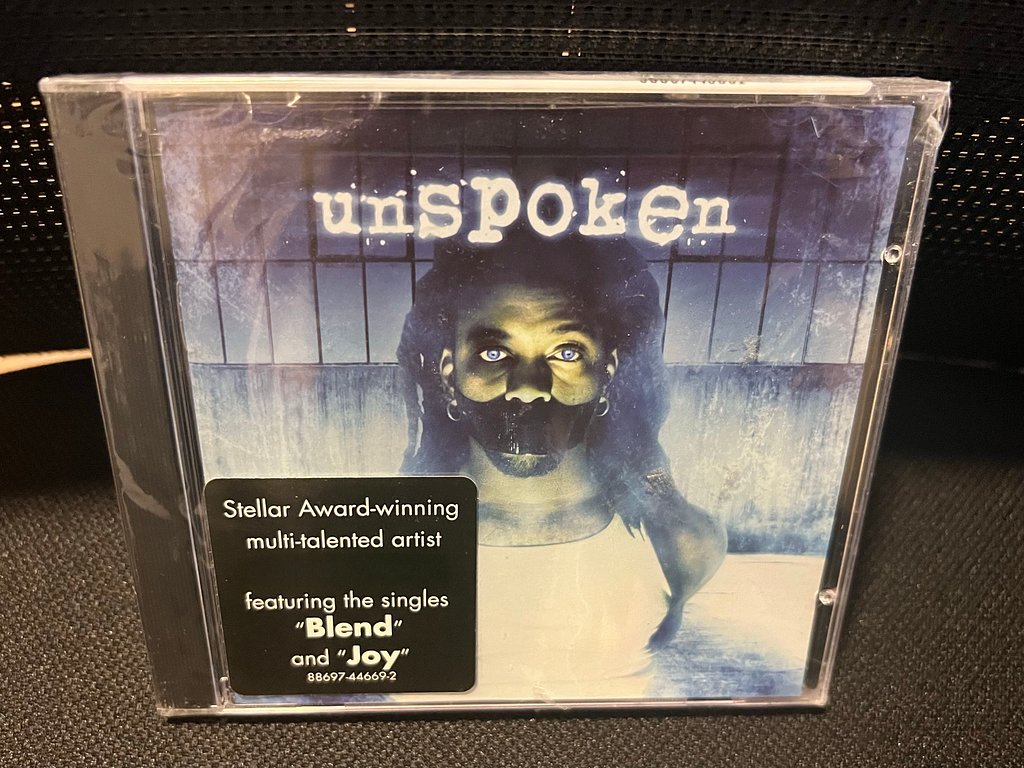 unspoken
Stellar Award-winning
multi-talented artist
featuring the singles
"Blend"
and "Joy"
88697-44669-2